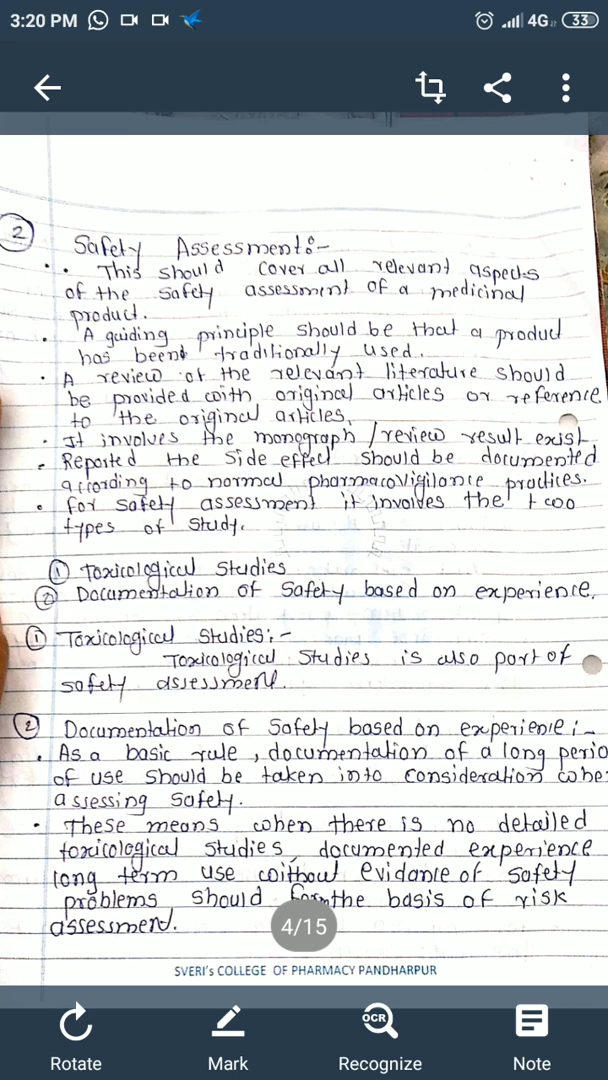 3:20 PM 4G 33
2
Safety Assessment:-
• This should cover all relevant aspects
of the safety assessment of a medicinal
product.
• A guiding principle should be that a product
has been traditionally used.
• A review of the relevant literature should
be provided with original articles or reference
to the original articles.
• It involves the monograph/review result exist.
• Reported the side effect should be documented
according to normal pharmacovigilance practices.
• for safety assessment it involves the two
types of study.
① Toxicological Studies
② Documentation of Safety based on experience.
① Toxicological Studies:-
Toxicological Studies is also part of
safety assessment.
② Documentation of Safety based on experience:-
• As a basic rule, documentation of a long perio
of use should be taken into consideration whe
assessing safety.
• These means when there is no detailed
toxicological studies, documented experience
long term use without evidance of safety
problems should form the basis of risk
assessment.
4/15
SVERI's COLLEGE OF PHARMACY PANDHARPUR
OCR
Rotate Mark Recognize Note